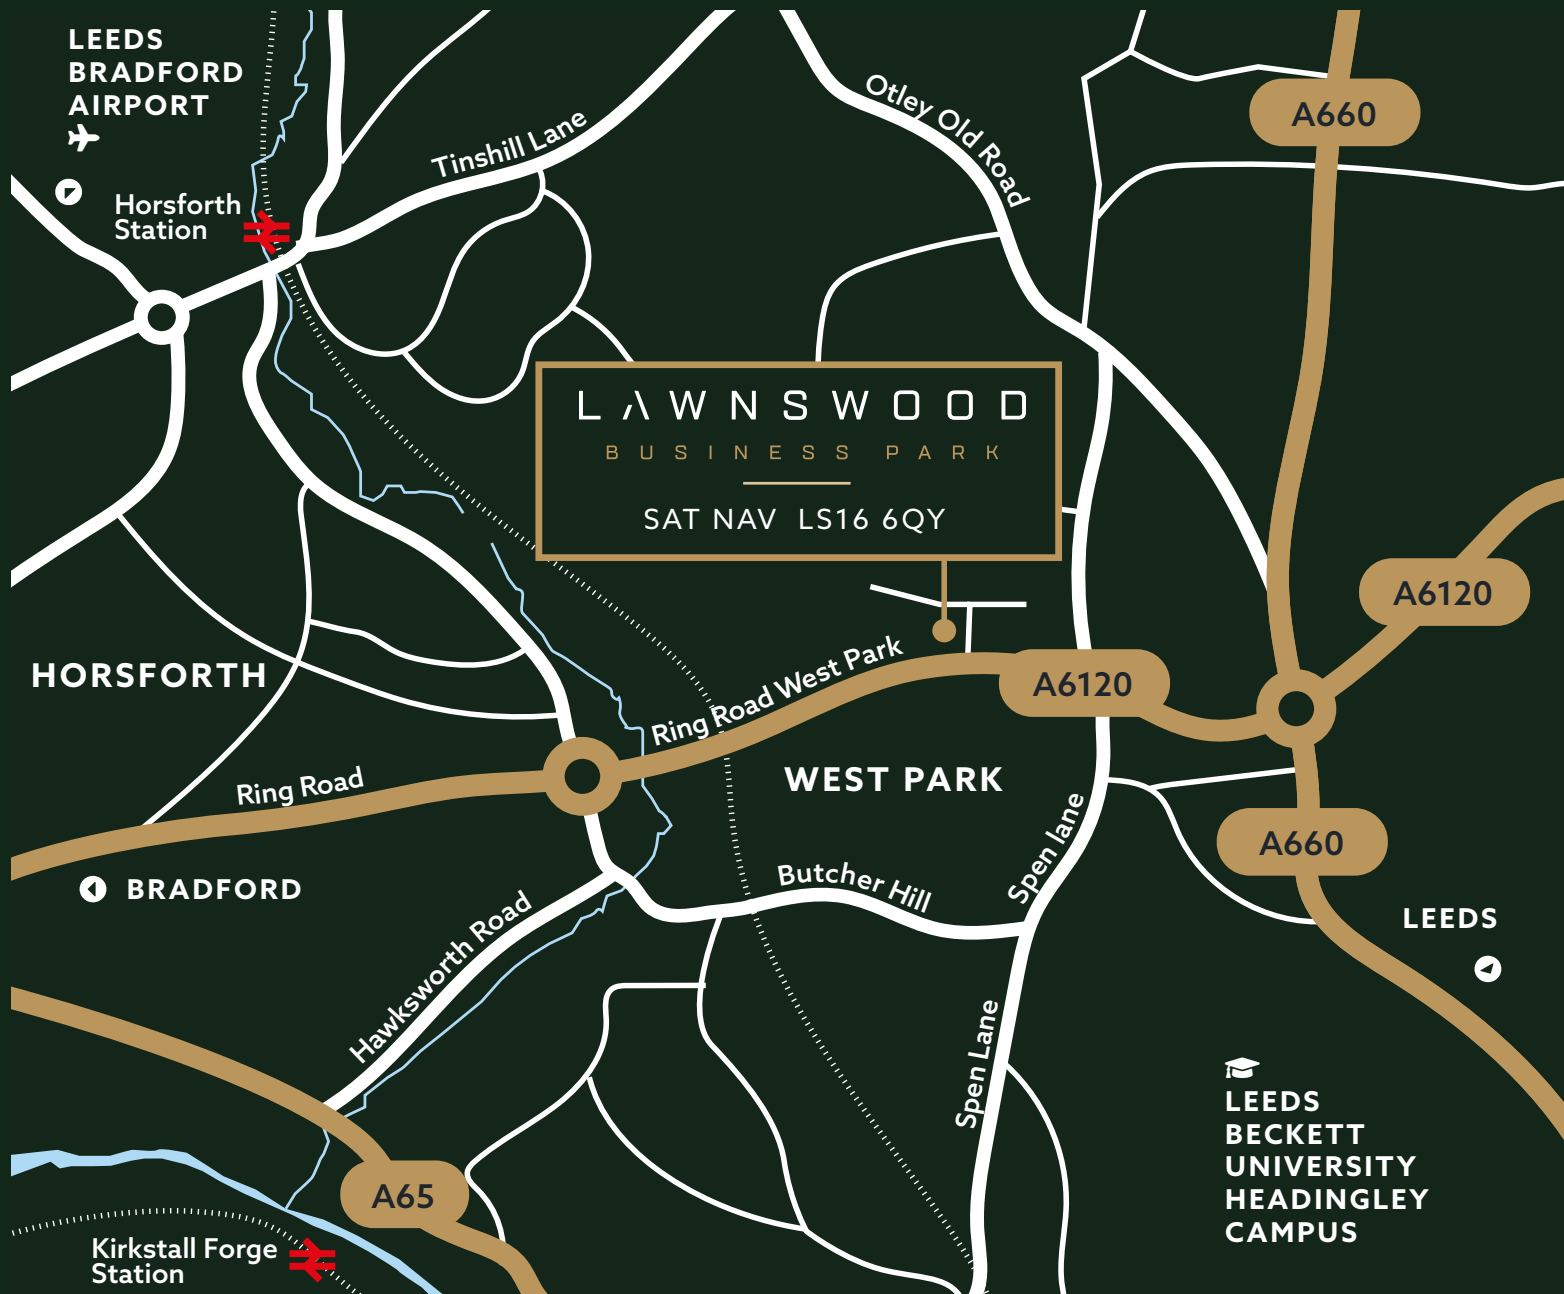 LEEDS
BRADFORD
AIRPORT
Horsforth
Station
Tinshill Lane
Otley Old Road
A660
LAWNSWOOD
BUSINESS PARK
SAT NAV LS16 6QY
A6120
HORSFORTH
Ring Road West Park
A6120
WEST PARK
Ring Road
BRADFORD
Butcher Hill
Spen lane
A660
LEEDS
Hawksworth Road
Spen Lane
A65
LEEDS
BECKETT
UNIVERSITY
HEADINGLEY
CAMPUS
Kirkstall Forge
Station